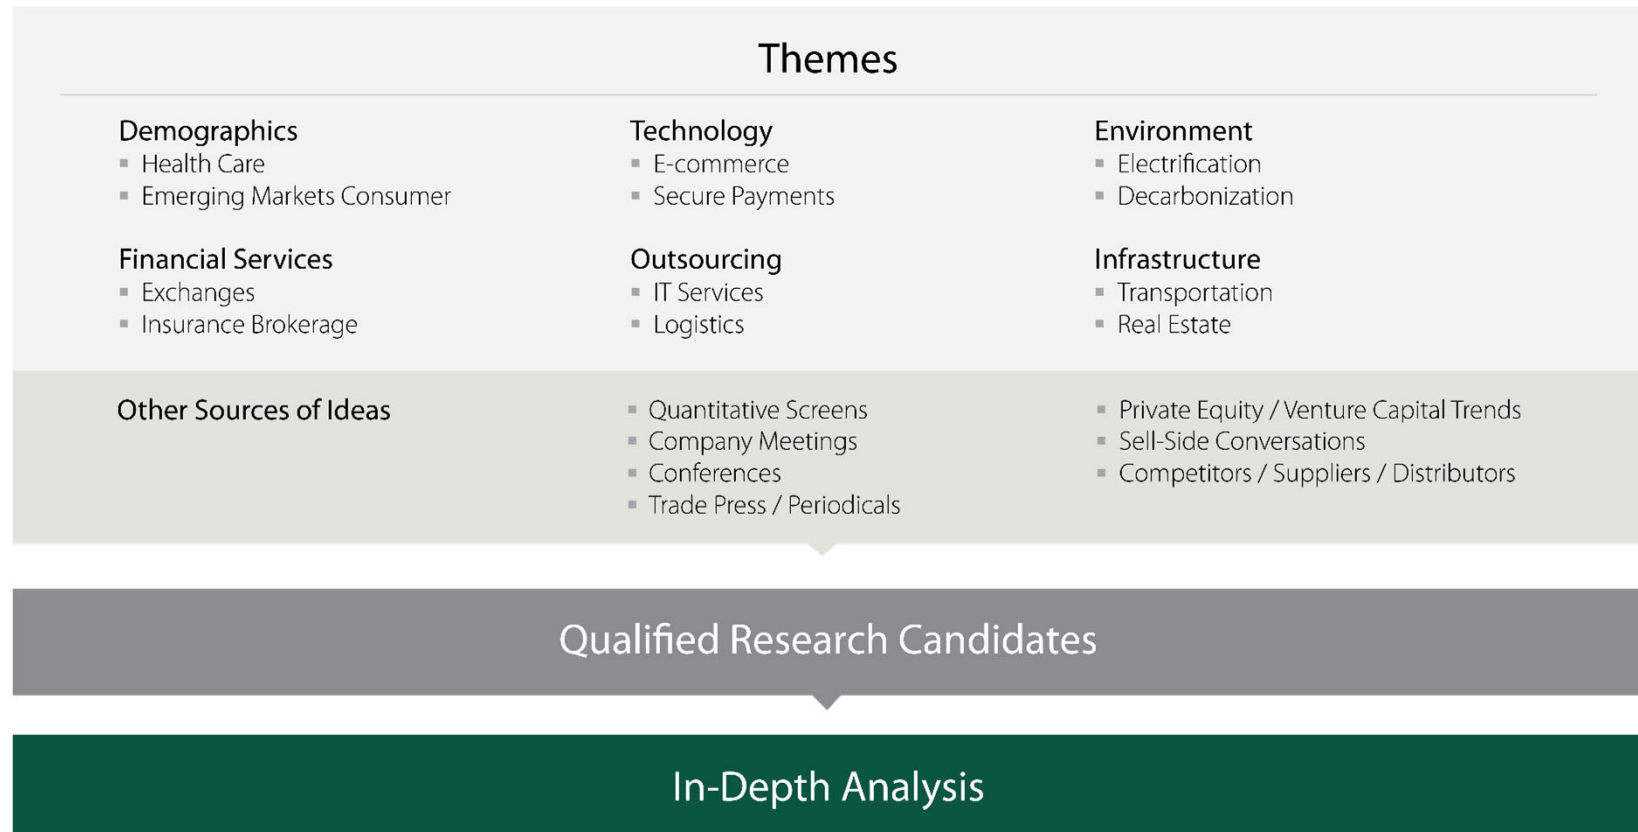 Themes
Demographics
Health Care
Emerging Markets Consumer
Technology
E-commerce
Secure Payments
Environment
Electrification
Decarbonization
Financial Services
Exchanges
Insurance Brokerage
Outsourcing
IT Services
Logistics
Infrastructure
Transportation
Real Estate
Other Sources of Ideas
Quantitative Screens
Company Meetings
Conferences
Trade Press / Periodicals
Private Equity / Venture Capital Trends
Sell-Side Conversations
Competitors / Suppliers / Distributors
Qualified Research Candidates
In-Depth Analysis